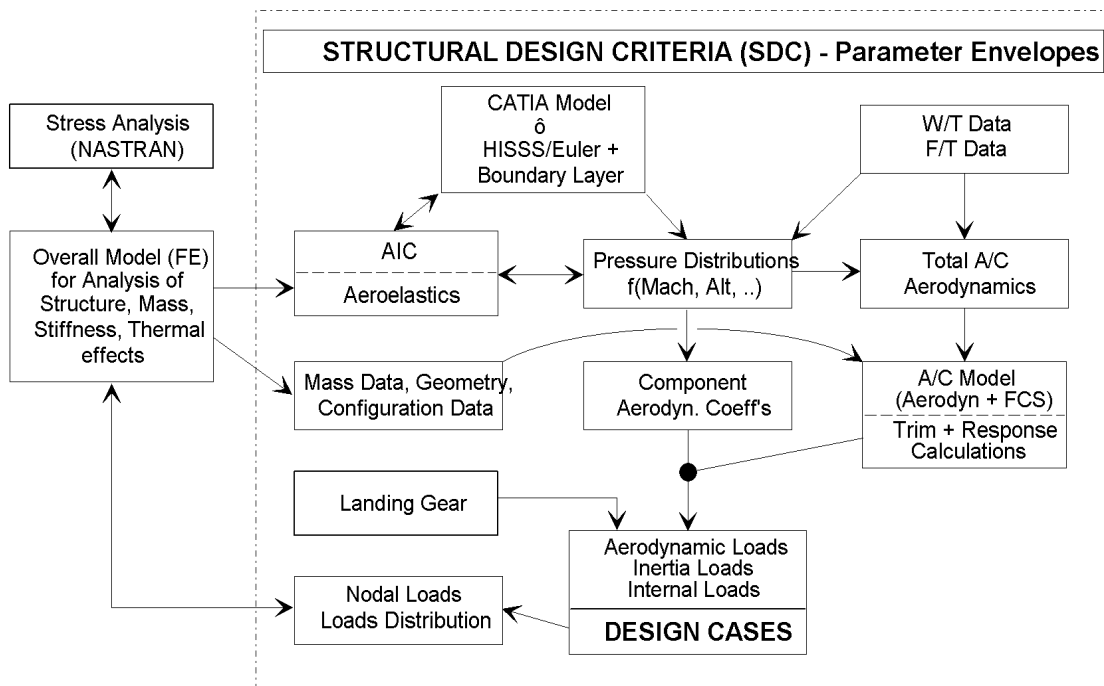 STRUCTURAL DESIGN CRITERIA (SDC) - Parameter Envelopes
CATIA Model
ô
HISSS/Euler +
Boundary Layer
W/T Data
F/T Data
Stress Analysis
(NASTRAN)
Overall Model (FE)
for Analysis of
Structure, Mass,
Stiffness, Thermal
effects
AIC
Aeroelastics
Pressure Distributions
f(Mach, Alt, ..)
Total A/C
Aerodynamics
Mass Data, Geometry,
Configuration Data
Component
Aerodyn. Coeff's
A/C Model
(Aerodyn + FCS)
Trim + Response
Calculations
Landing Gear
Aerodynamic Loads
Inertia Loads
Internal Loads
DESIGN CASES
Nodal Loads
Loads Distribution